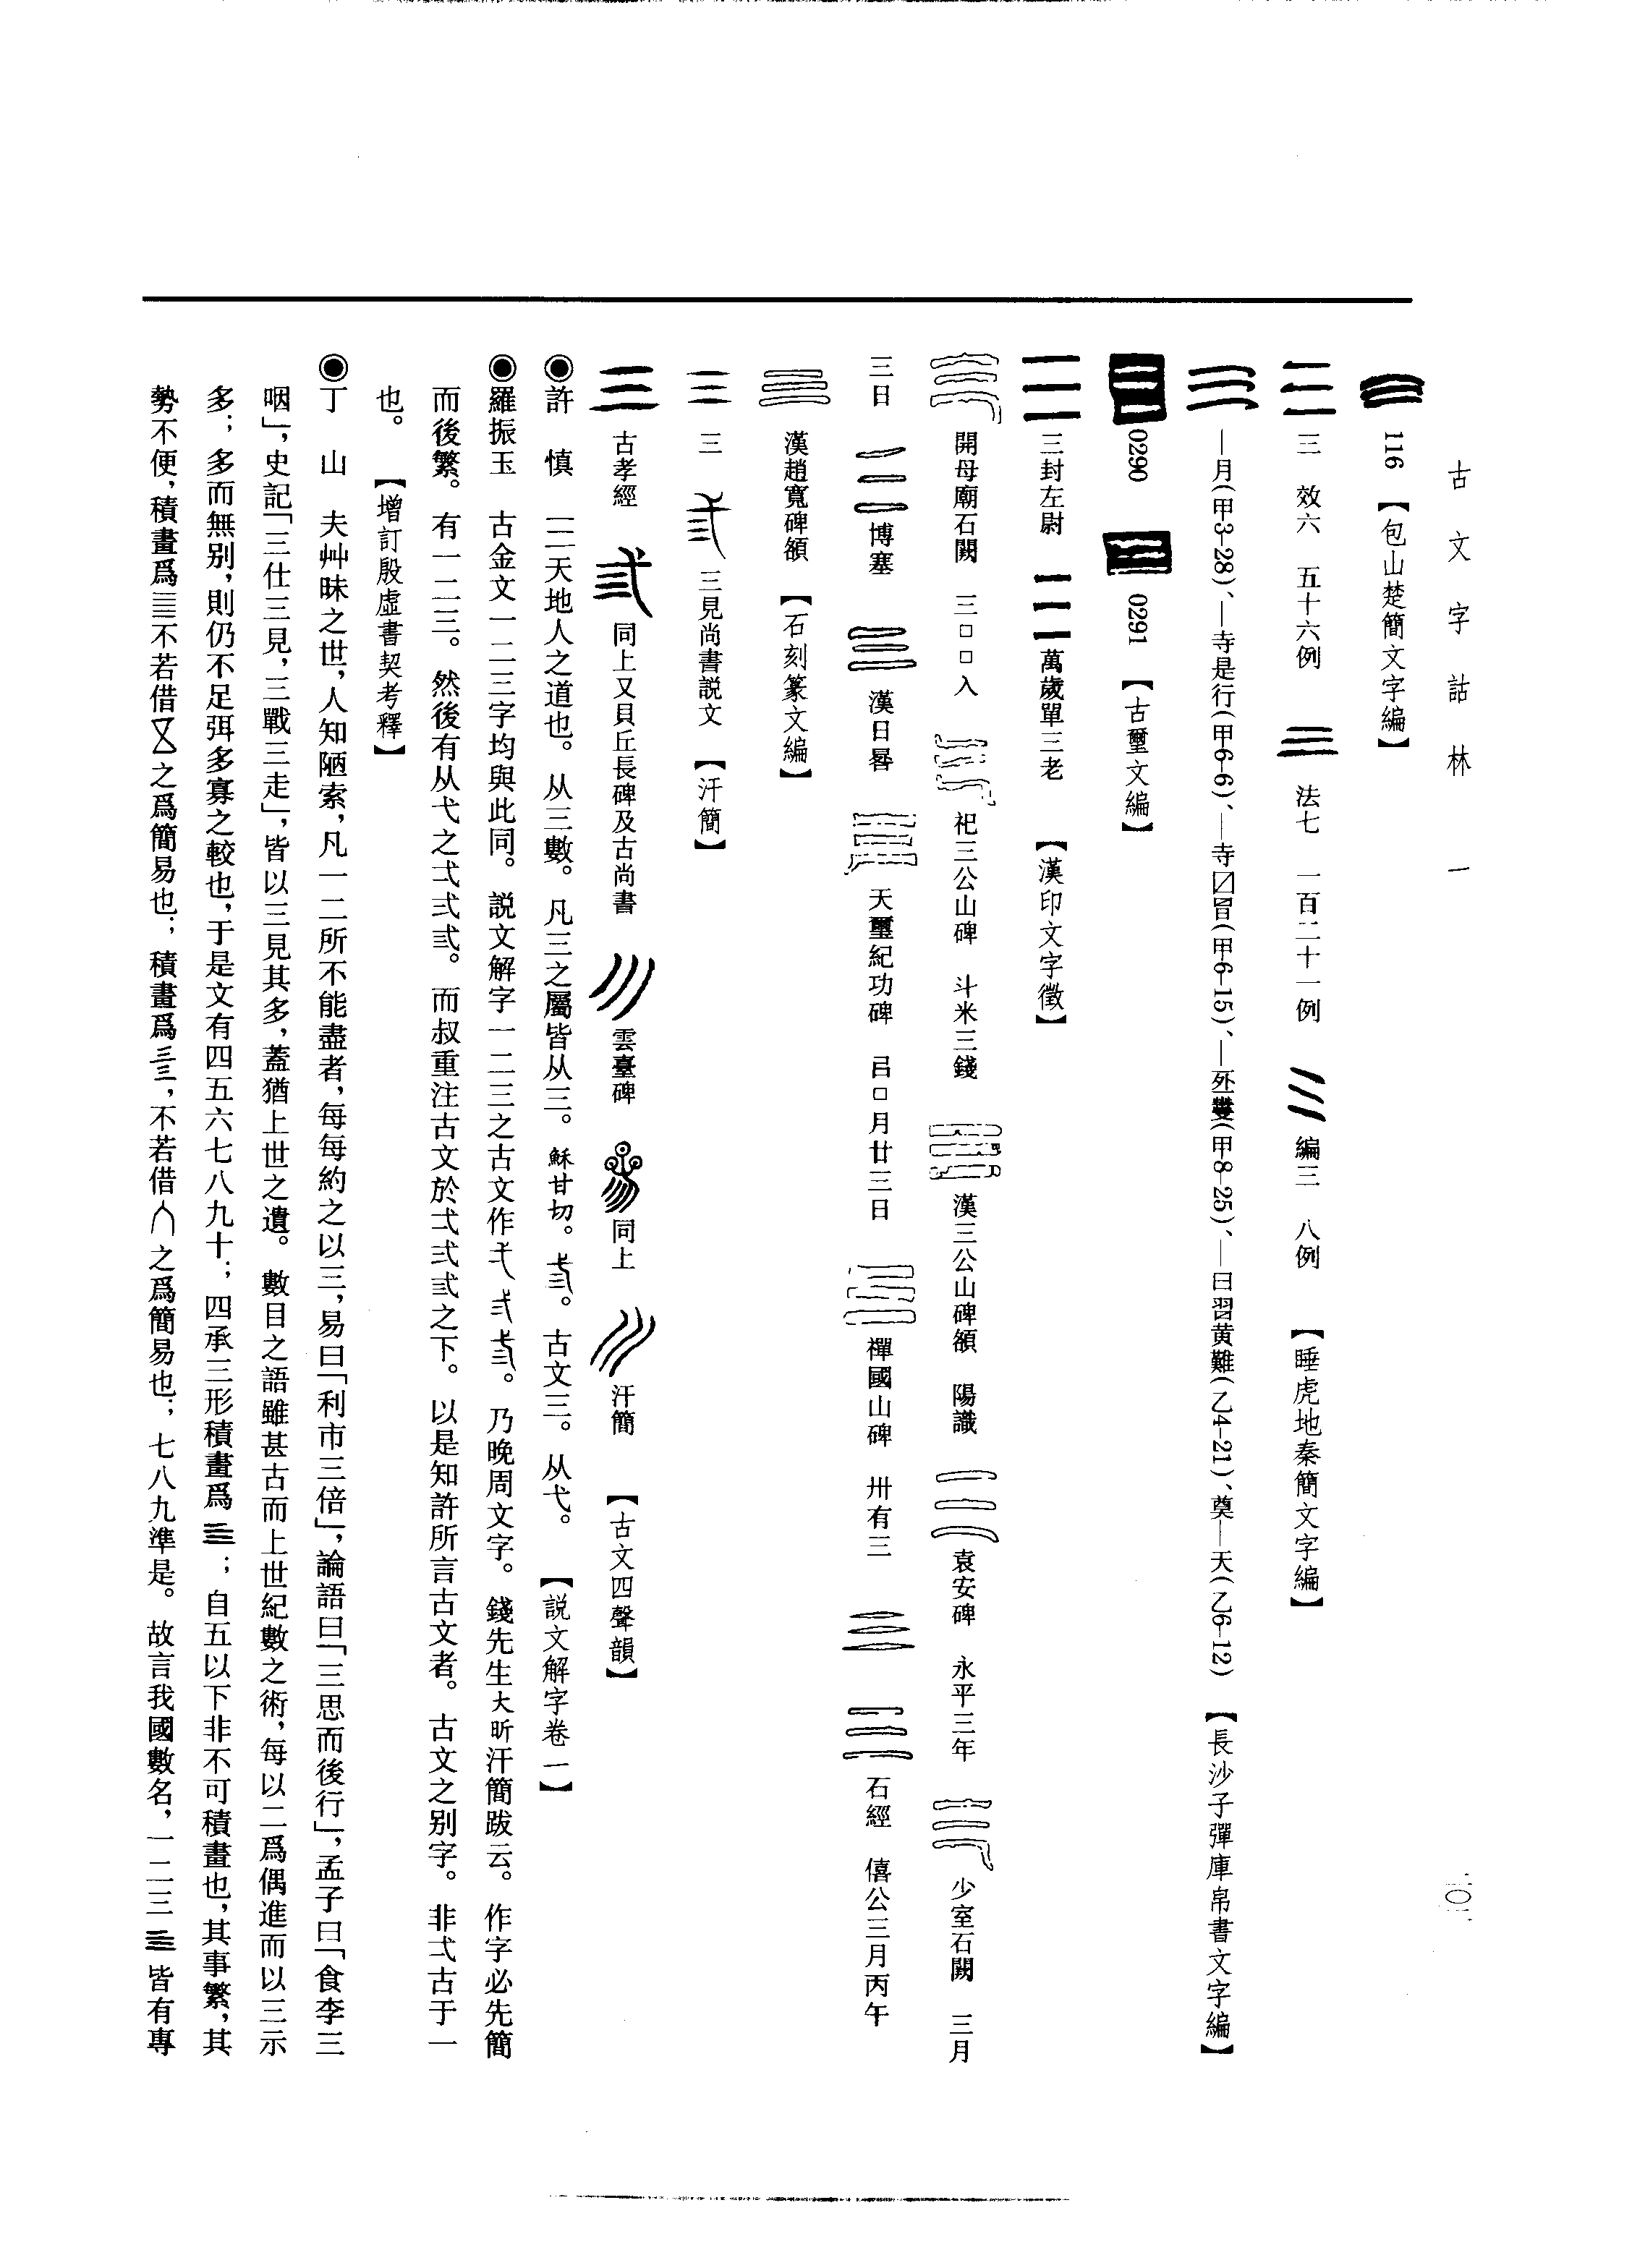 古文字詁林 一
116 【包山楚簡文字編】
三 效六 五十六例 法七 一百二十一例 編三 八例 【睡虎地秦簡文字編】
—月(甲3-28)、—寺是行(甲6-6)、—寺〼(甲6-15)、—(甲8-25)、—曰習黃難(乙4-21)、奠—天(乙6-12) 【長沙子彈庫帛書文字編】
0290 0291 【古璽文編】
三封左尉 萬歲單三老 【漢印文字徵】
開母廟石闕 三□□入 祀三公山碑 斗米三錢 漢三公山碑額 陽識 袁安碑 永平三年 少室石闕 三月
三日 博塞 漢日晷 天璽紀功碑 吕□月廿三日 禪國山碑 卅有三 石經 僖公三月丙午
漢趙寬碑額 【石刻篆文編】
三 三見尚書説文 【汗簡】
古孝經 同上又貝丘長碑及古尚書 雲臺碑 同上 汗簡 【古文四聲韻】
◉許 慎 三天地人之道也。从三數。凡三之屬皆从三。穌甘切。弎。古文三。从弋。 【説文解字卷一】
◉羅振玉 古金文一二三字均與此同。説文解字一二三之古文作弌弍弎。乃晚周文字。錢先生大昕汗簡跋云。作字必先簡
而後繁。有一二三。然後有从弋之弌弍弎。而叔重注古文於弌弍弎之下。以是知許所言古文者。古文之別字。非弌古于一
也。 【增訂殷虛書契考釋】
◉丁 山 夫艸昧之世，人知陋索，凡一二所不能盡者，每每約之以三，易曰「利市三倍」，論語曰「三思而後行」，孟子曰「食李三
咽」，史記「三仕三見，三戰三走」，皆以三見其多，蓋猶上世之遺。數目之語雖甚古而上世紀數之術，每以二爲偶進而以三示
多；多而無別，則仍不足弭多寡之較也，于是文有四五六七八九十；四承三形積畫爲亖；自五以下非不可積畫也，其事繁，其
勢不便，積畫爲𝍤不若借㐅之爲簡易也；積畫爲，不若借∧之爲簡易也；七八九準是。故言我國數名，一二三亖皆有專